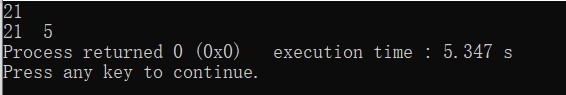 21
21  5
Process returned 0 (0x0)   execution time : 5.347 s
Press any key to continue.